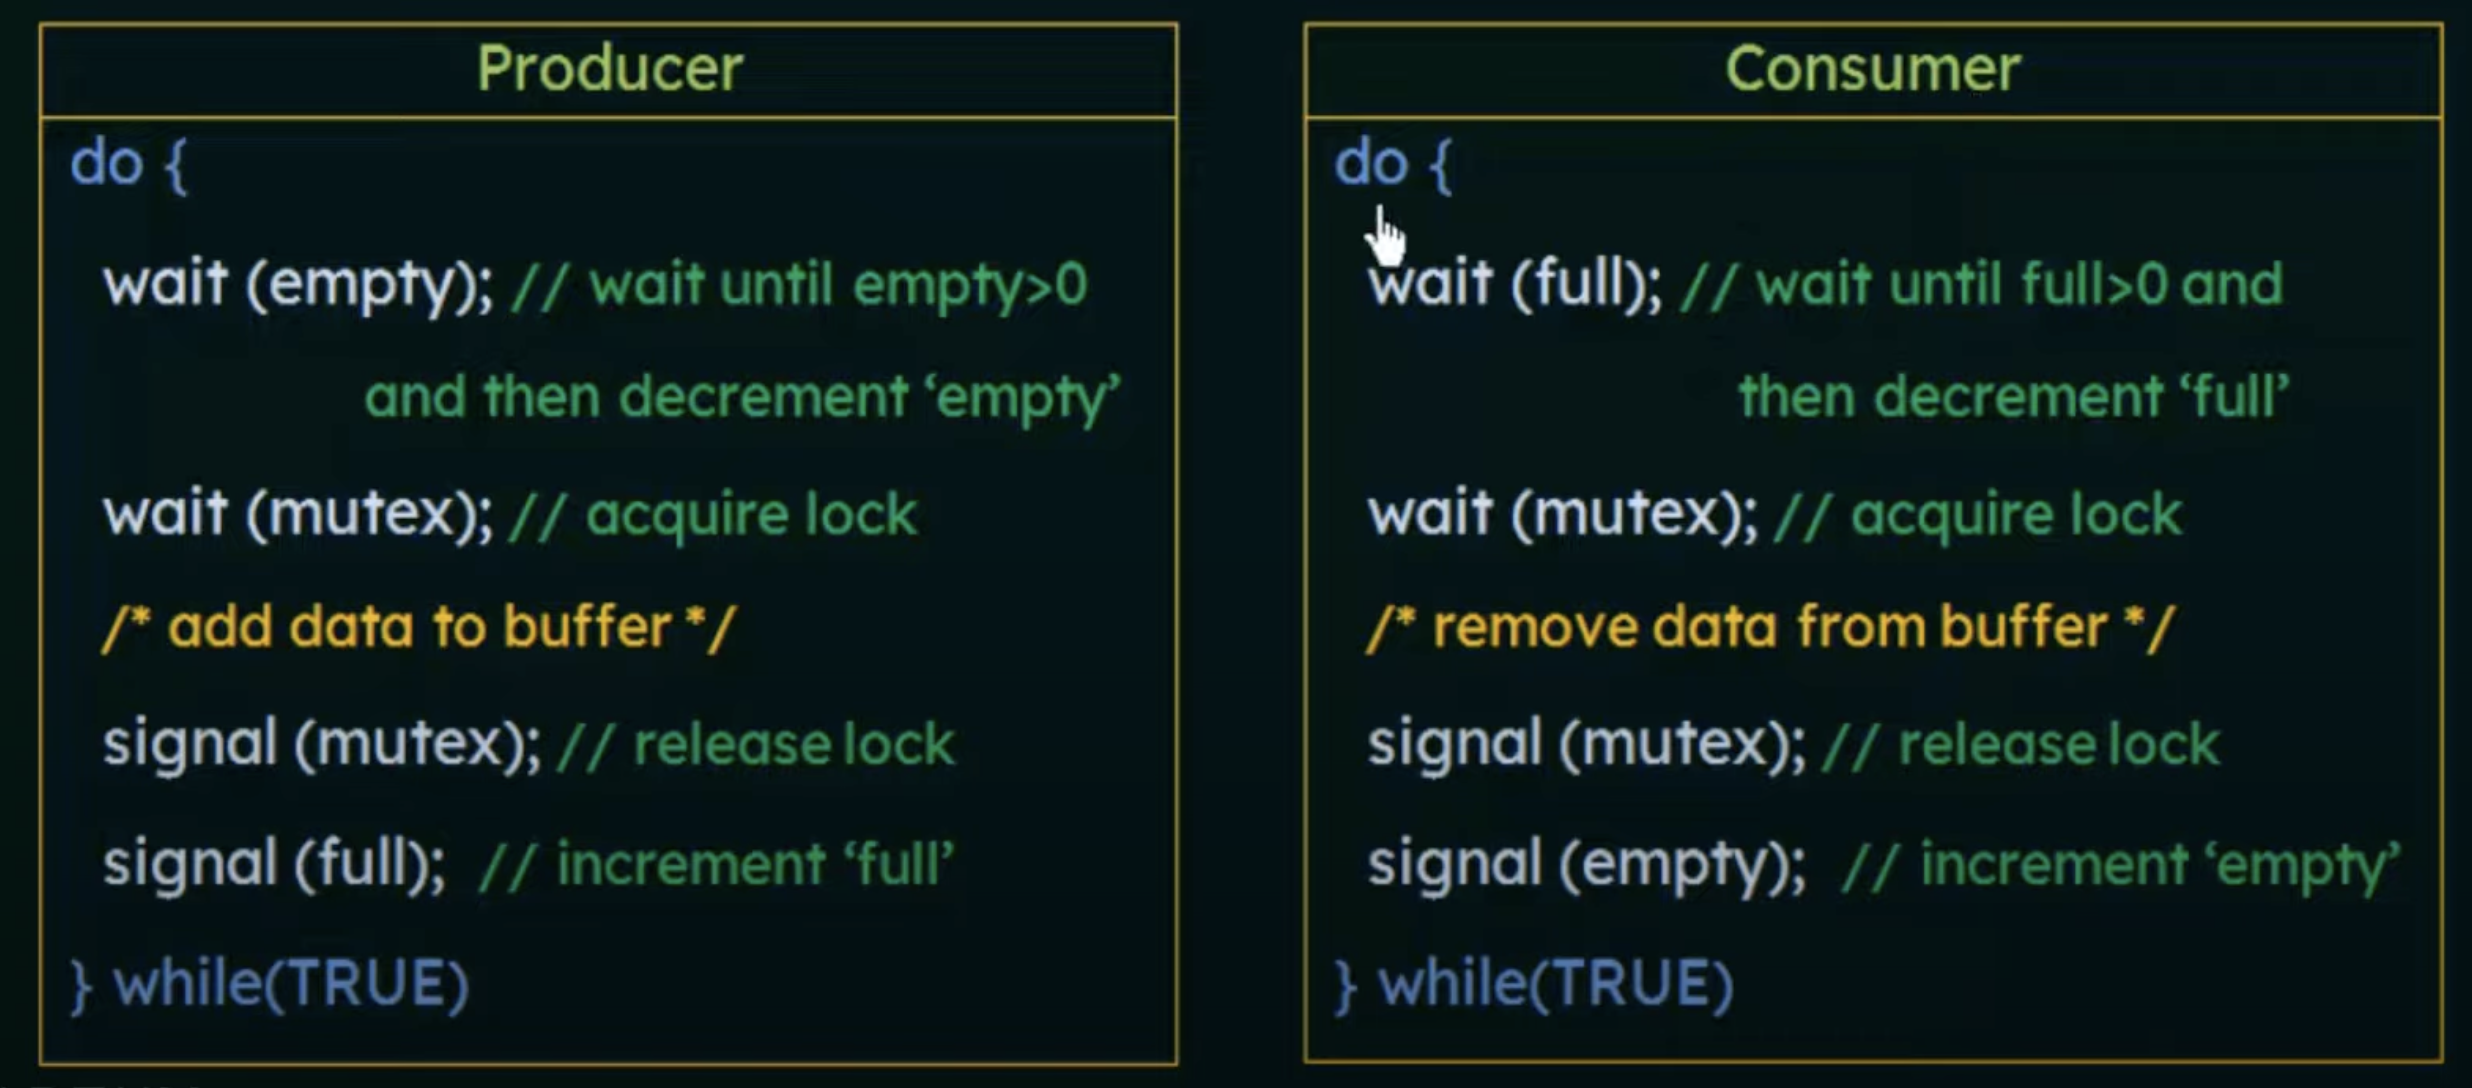 Producer
do {
wait (empty); // wait until empty>0
and then decrement ‘empty’
wait (mutex); // acquire lock
/* add data to buffer */
signal (mutex); // release lock
signal (full); // increment ‘full’
} while(TRUE)
Consumer
do {
wait (full); // wait until full>0 and
then decrement ‘full’
wait (mutex); // acquire lock
/* remove data from buffer */
signal (mutex); // release lock
signal (empty); // increment ‘empty’
} while(TRUE)